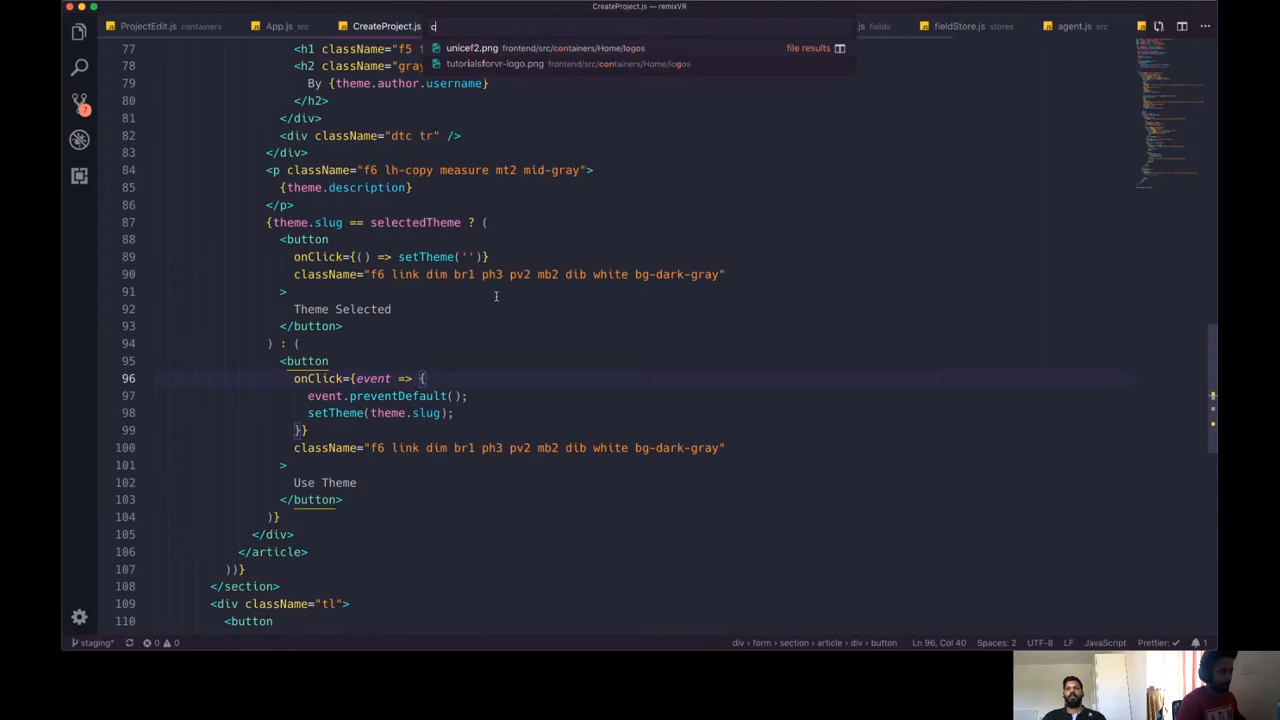 CreateProject.js — remixVR
ProjectEdit.js containers
App.js src
CreateProject.js
c
.js fields
fieldStore.js stores
agent.js
unicef2.png frontend/src/containers/Home/logos
file results
tutorialsforvr-logo.png frontend/src/containers/Home/logos
77 <h1 className="f5
78 <h2 className="gra
79 By {theme.author.username}
80 </h2>
81 </div>
82 <div className="dtc tr" />
83 </div>
84 <p className="f6 lh-copy measure mt2 mid-gray">
85 {theme.description}
86 </p>
87 {theme.slug == selectedTheme ? (
88 <button
89 onClick={() => setTheme('')}
90 className="f6 link dim br1 ph3 pv2 mb2 dib white bg-dark-gray"
91 >
92 Theme Selected
93 </button>
94 ) : (
95 <button
96 onClick={event => {
97 event.preventDefault();
98 setTheme(theme.slug);
99 }}
100 className="f6 link dim br1 ph3 pv2 mb2 dib white bg-dark-gray"
101 >
102 Use Theme
103 </button>
104 )}
105 </div>
106 </article>
107 ))}
108 </section>
109 <div className="tl">
110 <button
7
staging*
0 0
div › form › section › article › div › button
Ln 96, Col 40
Spaces: 2
UTF-8
LF
JavaScript
Prettier: ✓
1